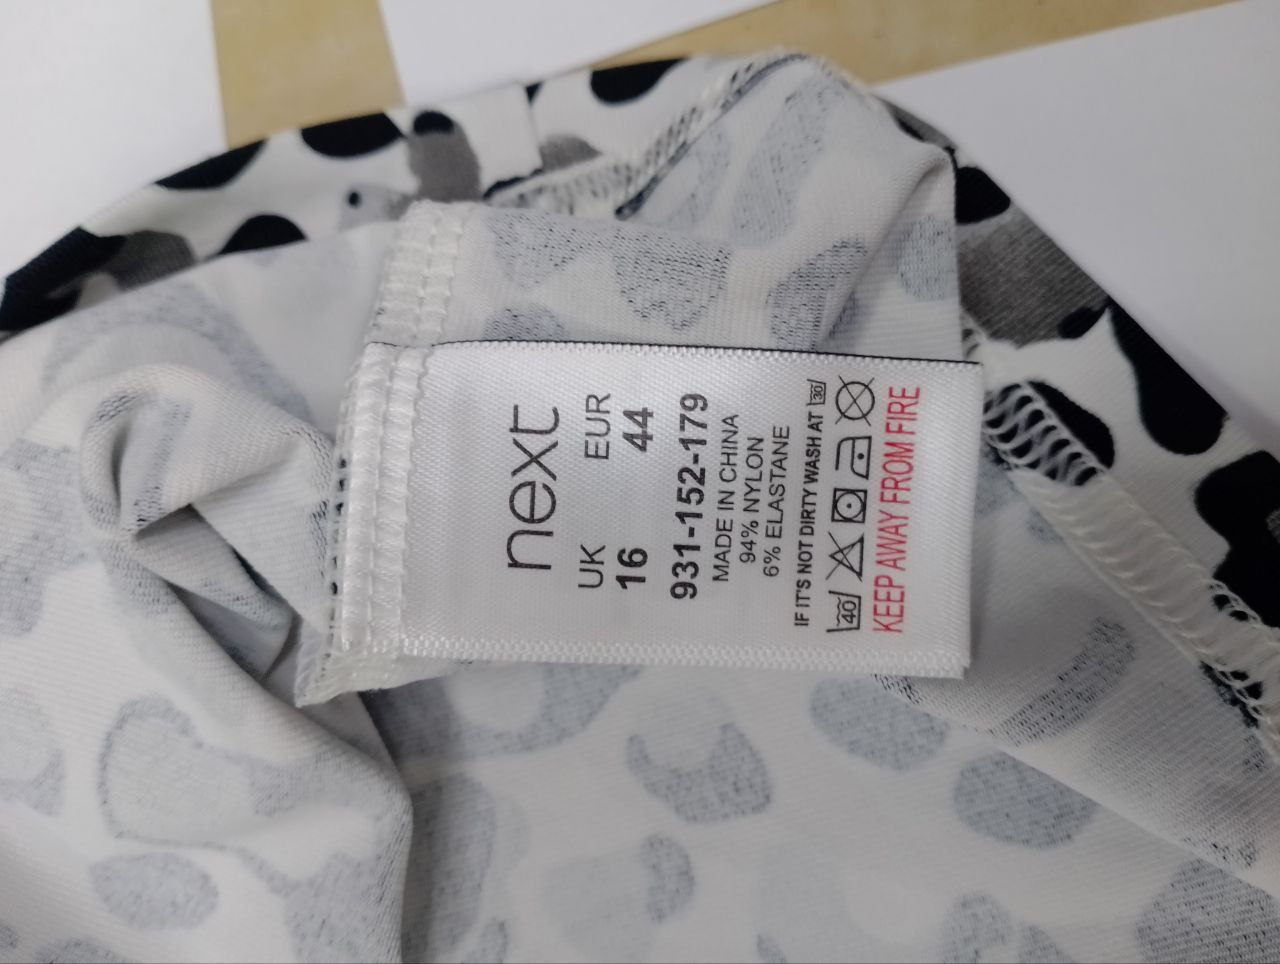 next
UK EUR
16 44
931-152-179
MADE IN CHINA
94% NYLON
6% ELASTANE
IF IT'S NOT DIRTY WASH AT 30
40
KEEP AWAY FROM FIRE